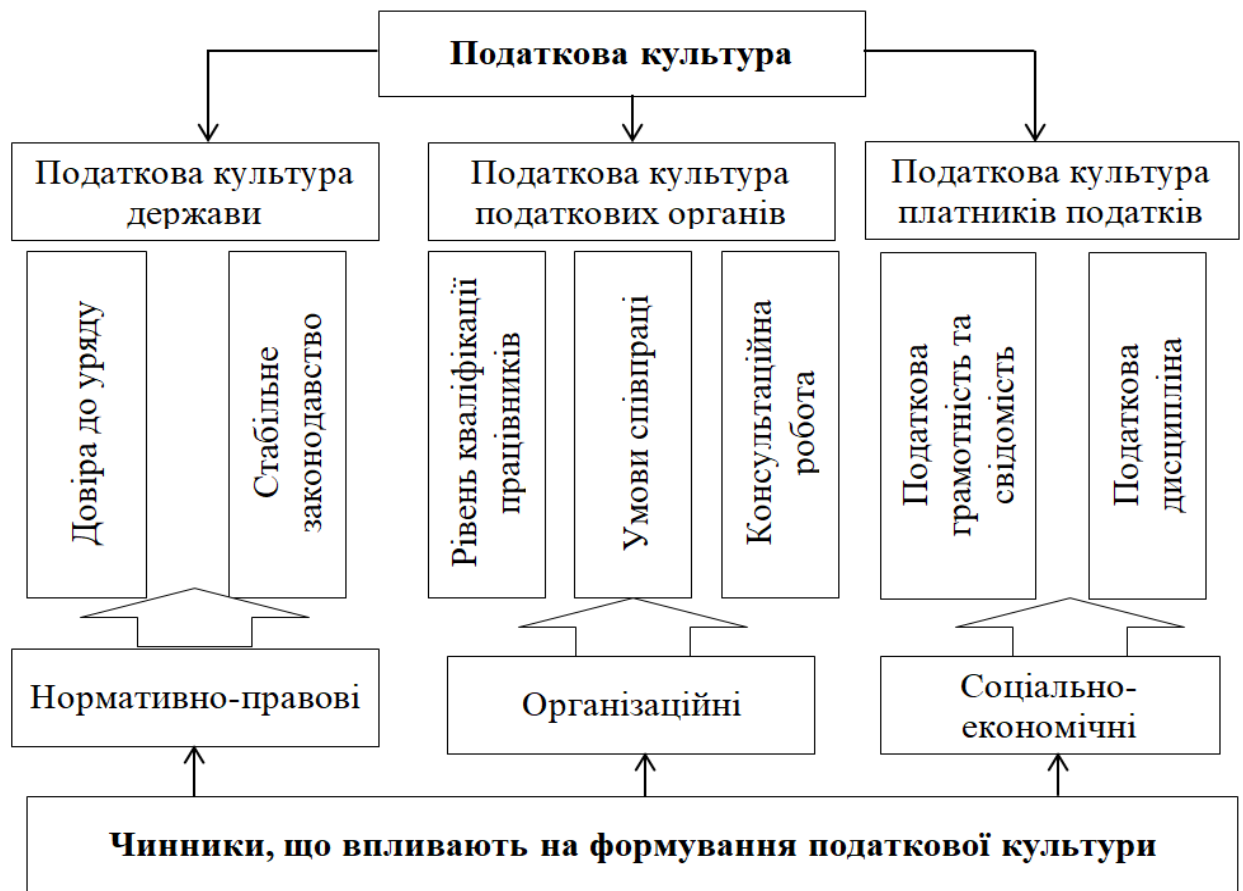 Податкова культура
Податкова культура
держави
Податкова культура
податкових органів
Податкова культура
платників податків
Довіра до уряду
Стабільне
законодавство
Рівень кваліфікації
працівників
Умови співпраці
Консультаційна
робота
Податкова
грамотність та
свідомість
Податкова
дисципліна
Нормативно-правові
Організаційні
Соціально-
економічні
Чинники, що впливають на формування податкової культури